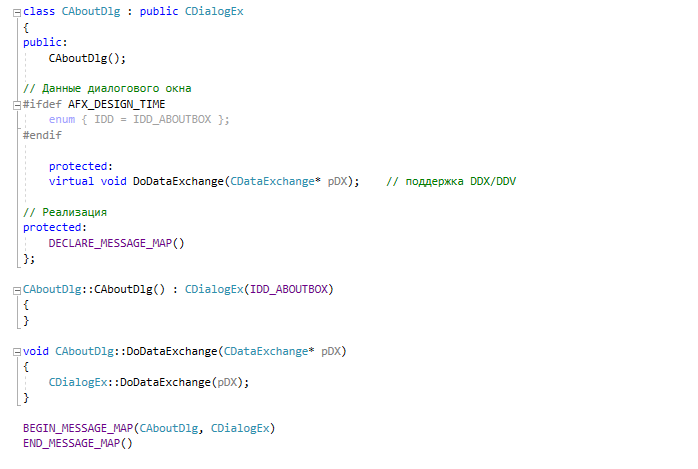 class CAboutDlg : public CDialogEx
{
public:
    CAboutDlg();

// Данные диалогового окна
#ifdef AFX_DESIGN_TIME
    enum { IDD = IDD_ABOUTBOX };
#endif

    protected:
    virtual void DoDataExchange(CDataExchange* pDX);    // поддержка DDX/DDV

// Реализация
protected:
    DECLARE_MESSAGE_MAP()
};

CAboutDlg::CAboutDlg() : CDialogEx(IDD_ABOUTBOX)
{
}

void CAboutDlg::DoDataExchange(CDataExchange* pDX)
{
    CDialogEx::DoDataExchange(pDX);
}

BEGIN_MESSAGE_MAP(CAboutDlg, CDialogEx)
END_MESSAGE_MAP()